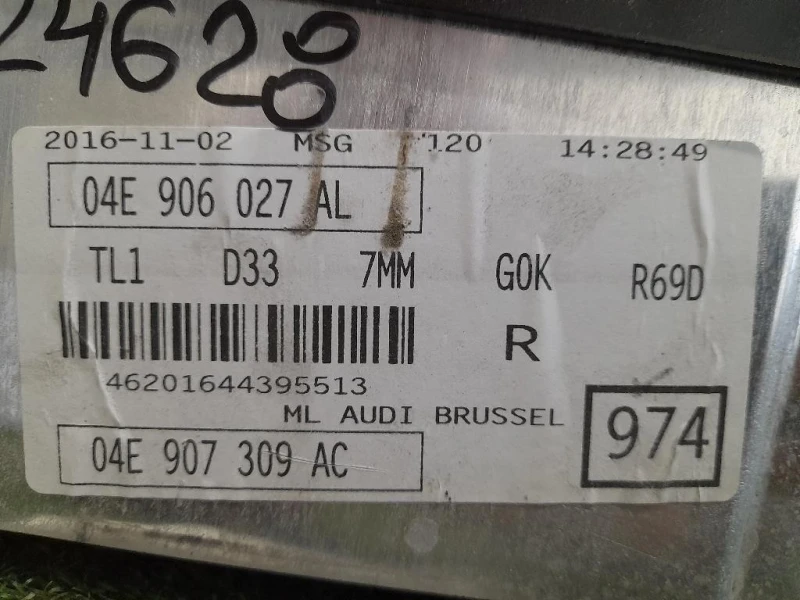 24628
2016-11-02 MSG 120 14:28:49
04E 906 027 AL
TL1 D33 7MM G0K R69D
R
46201644395513
ML AUDI BRUSSEL
974
04E 907 309 AC